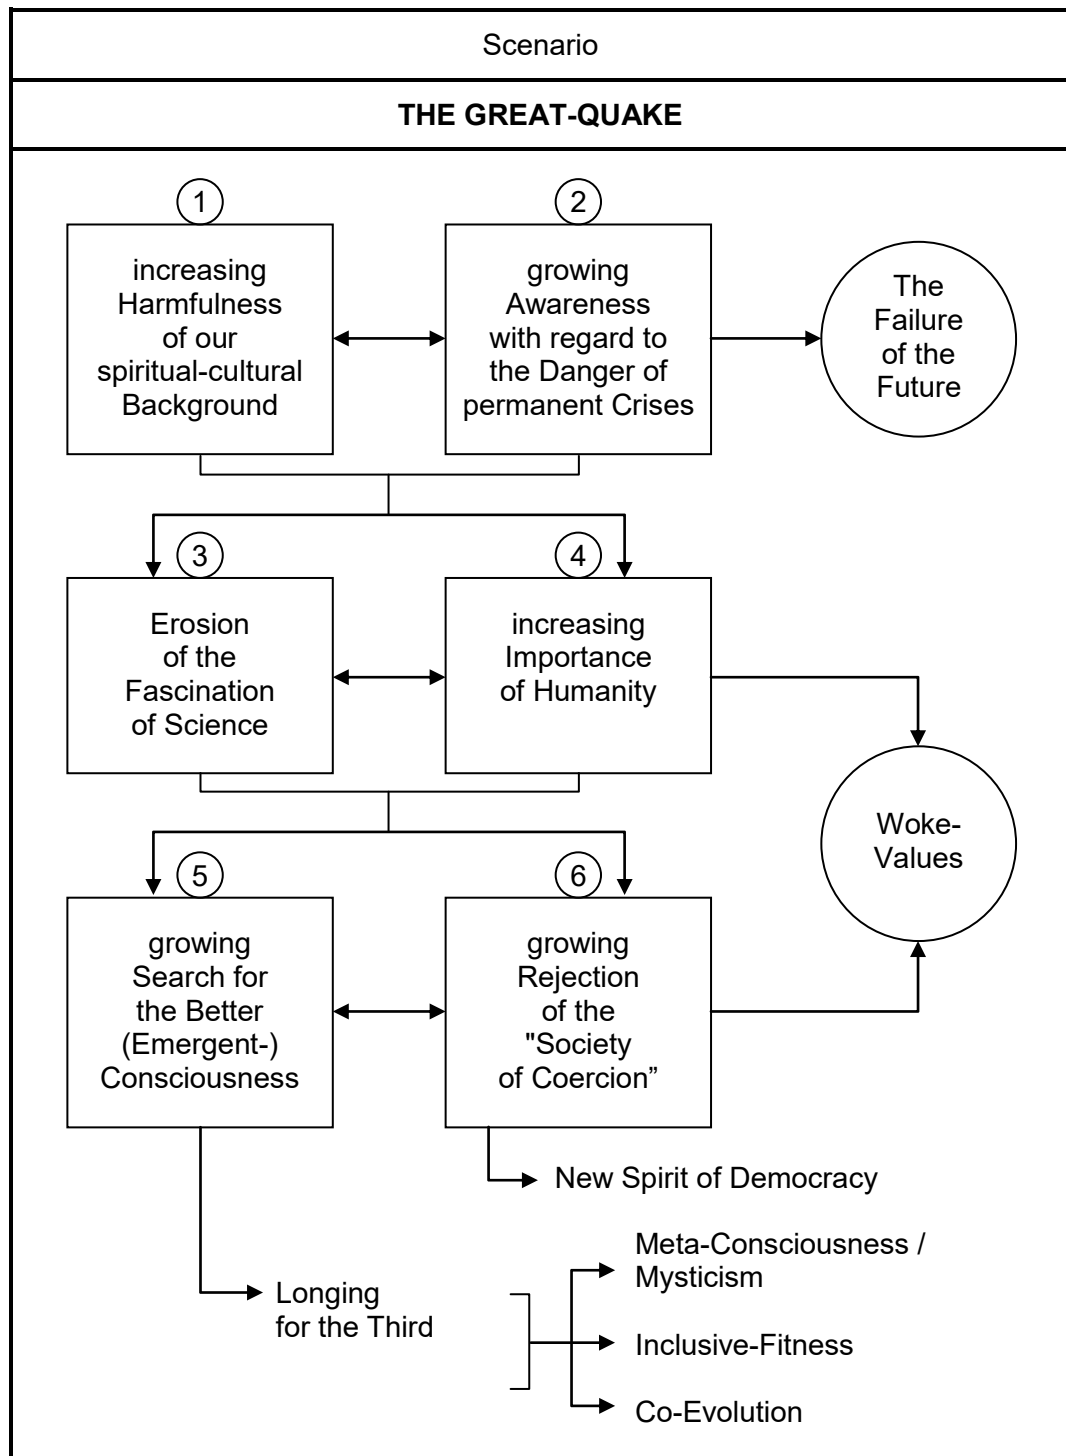 Scenario
THE GREAT-QUAKE
1
increasing
Harmfulness
of our
spiritual-cultural
Background
2
growing
Awareness
with regard to
the Danger of
permanent Crises
The
Failure
of the
Future
3
Erosion
of the
Fascination
of Science
4
increasing
Importance
of Humanity
Woke-
Values
5
growing
Search for
the Better
(Emergent-)
Consciousness
6
growing
Rejection
of the
"Society
of Coercion”
New Spirit of Democracy
Longing
for the Third
Meta-Consciousness /
Mysticism
Inclusive-Fitness
Co-Evolution